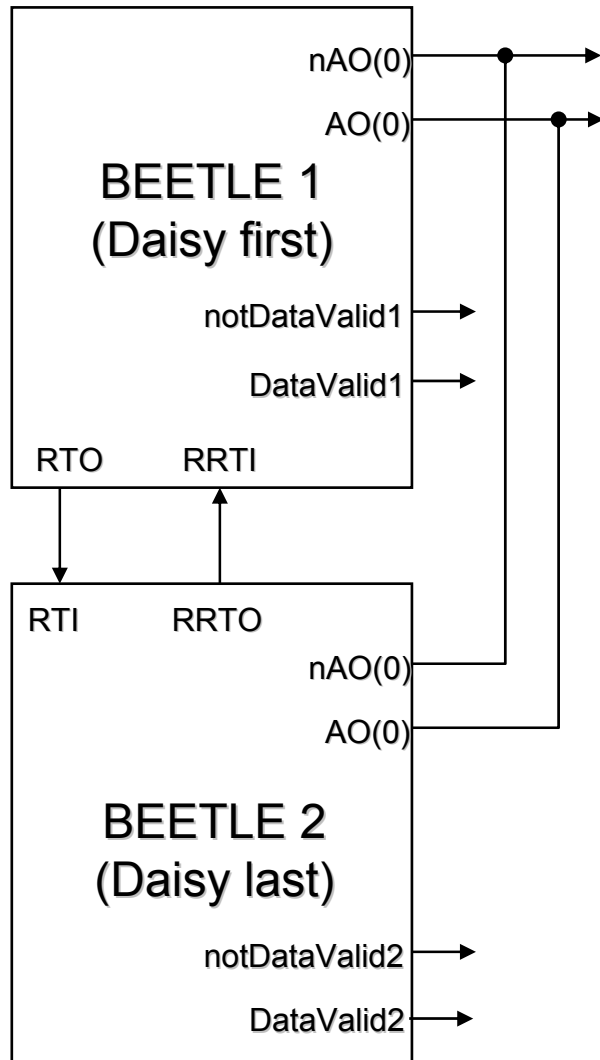 nAO(0)
AO(0)
BEETLE 1
(Daisy first)
notDataValid1
DataValid1
RTO RRTI
RTI RRTO
nAO(0)
AO(0)
BEETLE 2
(Daisy last)
notDataValid2
DataValid2